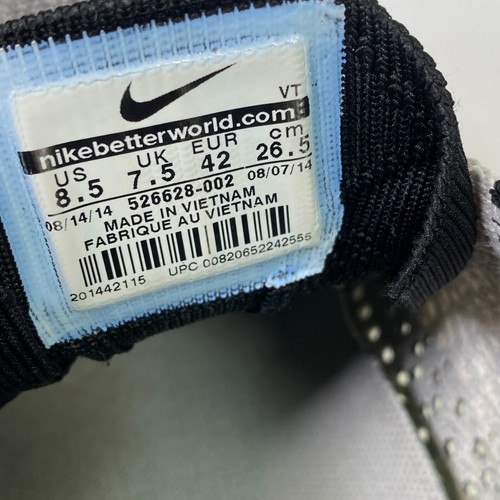 VT
nikebetterworld.com
US UK EUR cm
8.5 7.5 42 26.5
08/14/14 526628-002 08/07/14
MADE IN VIETNAM
FABRIQUE AU VIETNAM
201442115 UPC 00820652242555